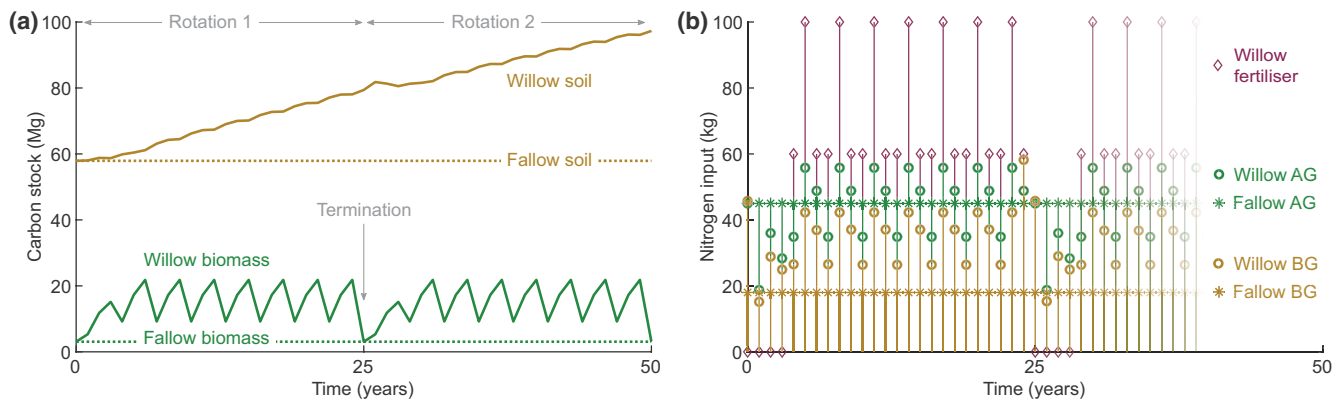 (a)
Rotation 1
Rotation 2
Carbon stock (Mg)
100
80
60
40
20
0
Willow soil
Fallow soil
Termination
Willow biomass
Fallow biomass
0
25
50
Time (years)
(b)
Nitrogen input (kg)
100
80
60
40
20
0
Willow
fertiliser
Willow AG
Fallow AG
Willow BG
Fallow BG
0
25
50
Time (years)